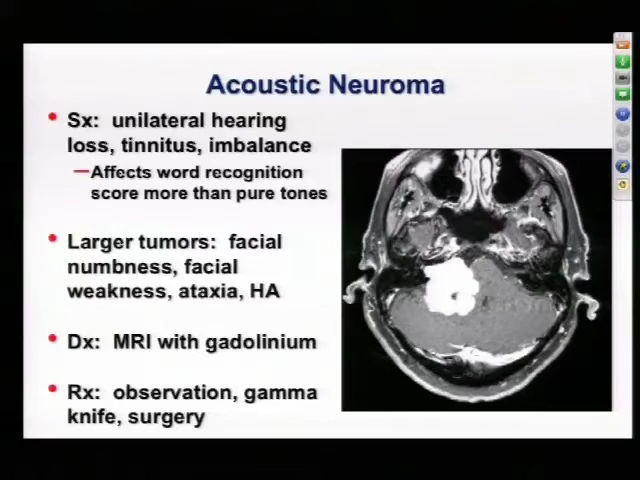 Acoustic Neuroma
• Sx: unilateral hearing
loss, tinnitus, imbalance
—Affects word recognition
score more than pure tones
• Larger tumors: facial
numbness, facial
weakness, ataxia, HA
• Dx: MRI with gadolinium
• Rx: observation, gamma
knife, surgery